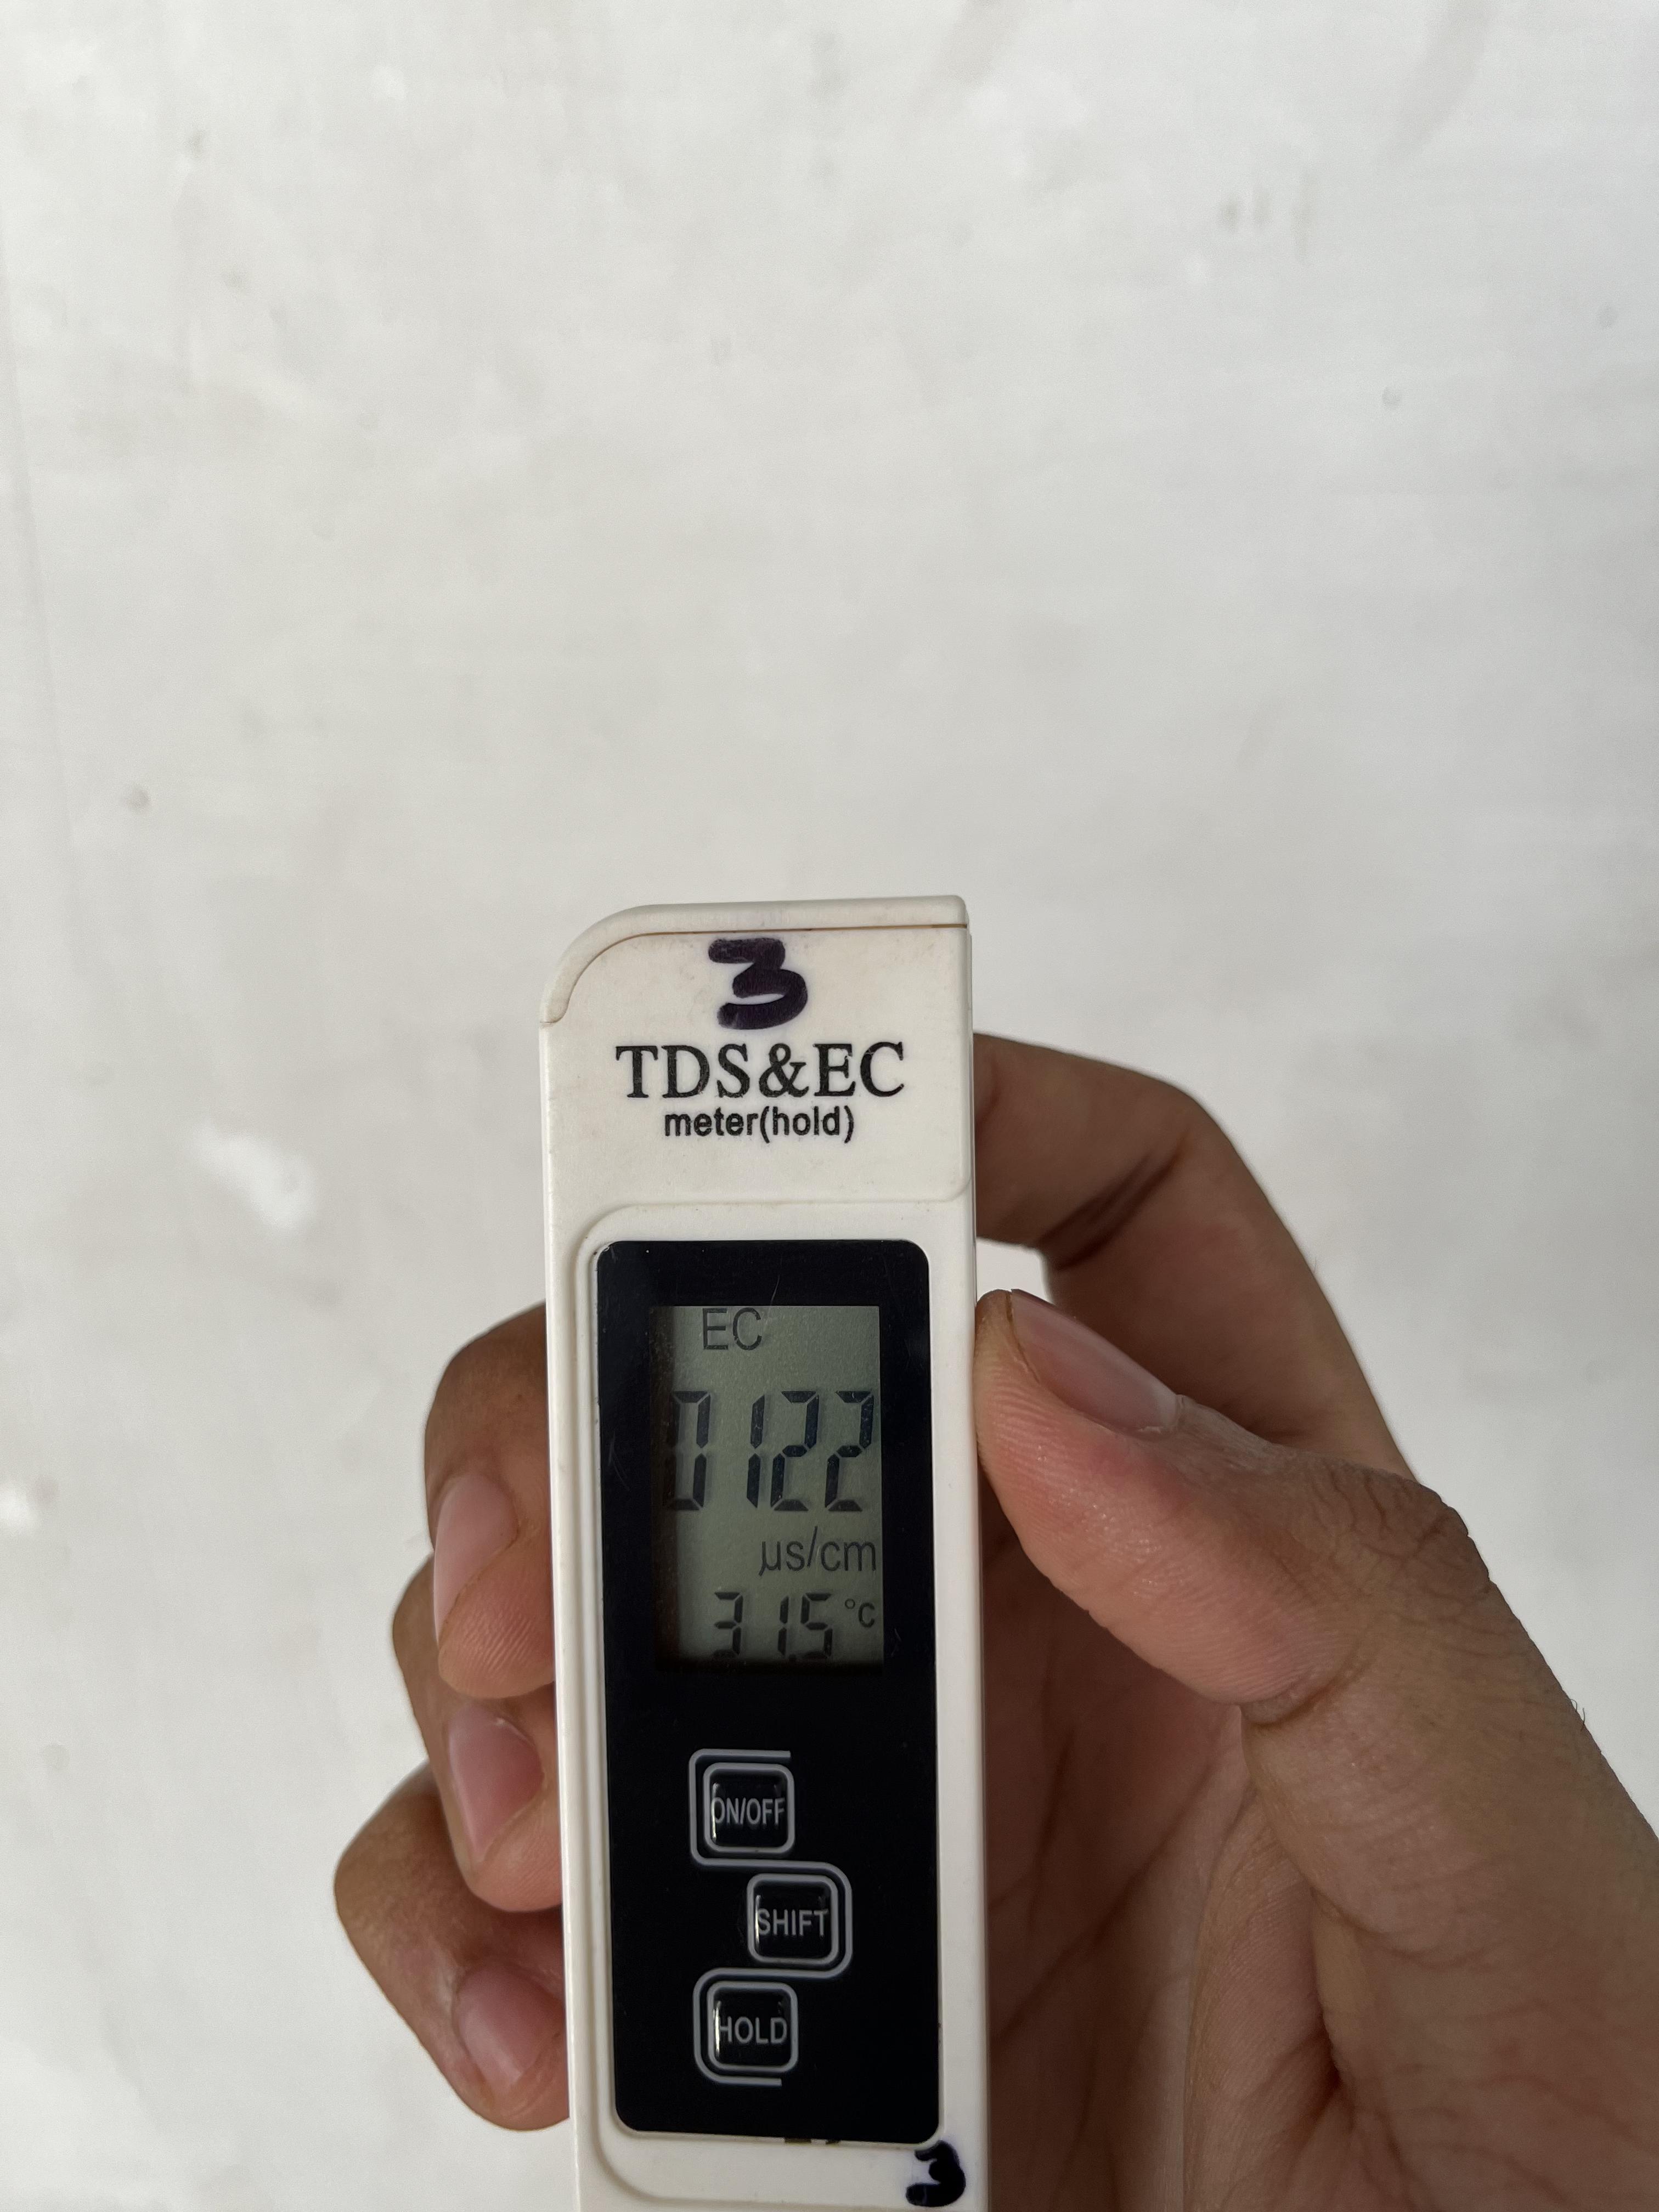 3
TDS&EC
meter(hold)
EC
0122
µs/cm
31.5 °C
ON/OFF
SHIFT
HOLD
3